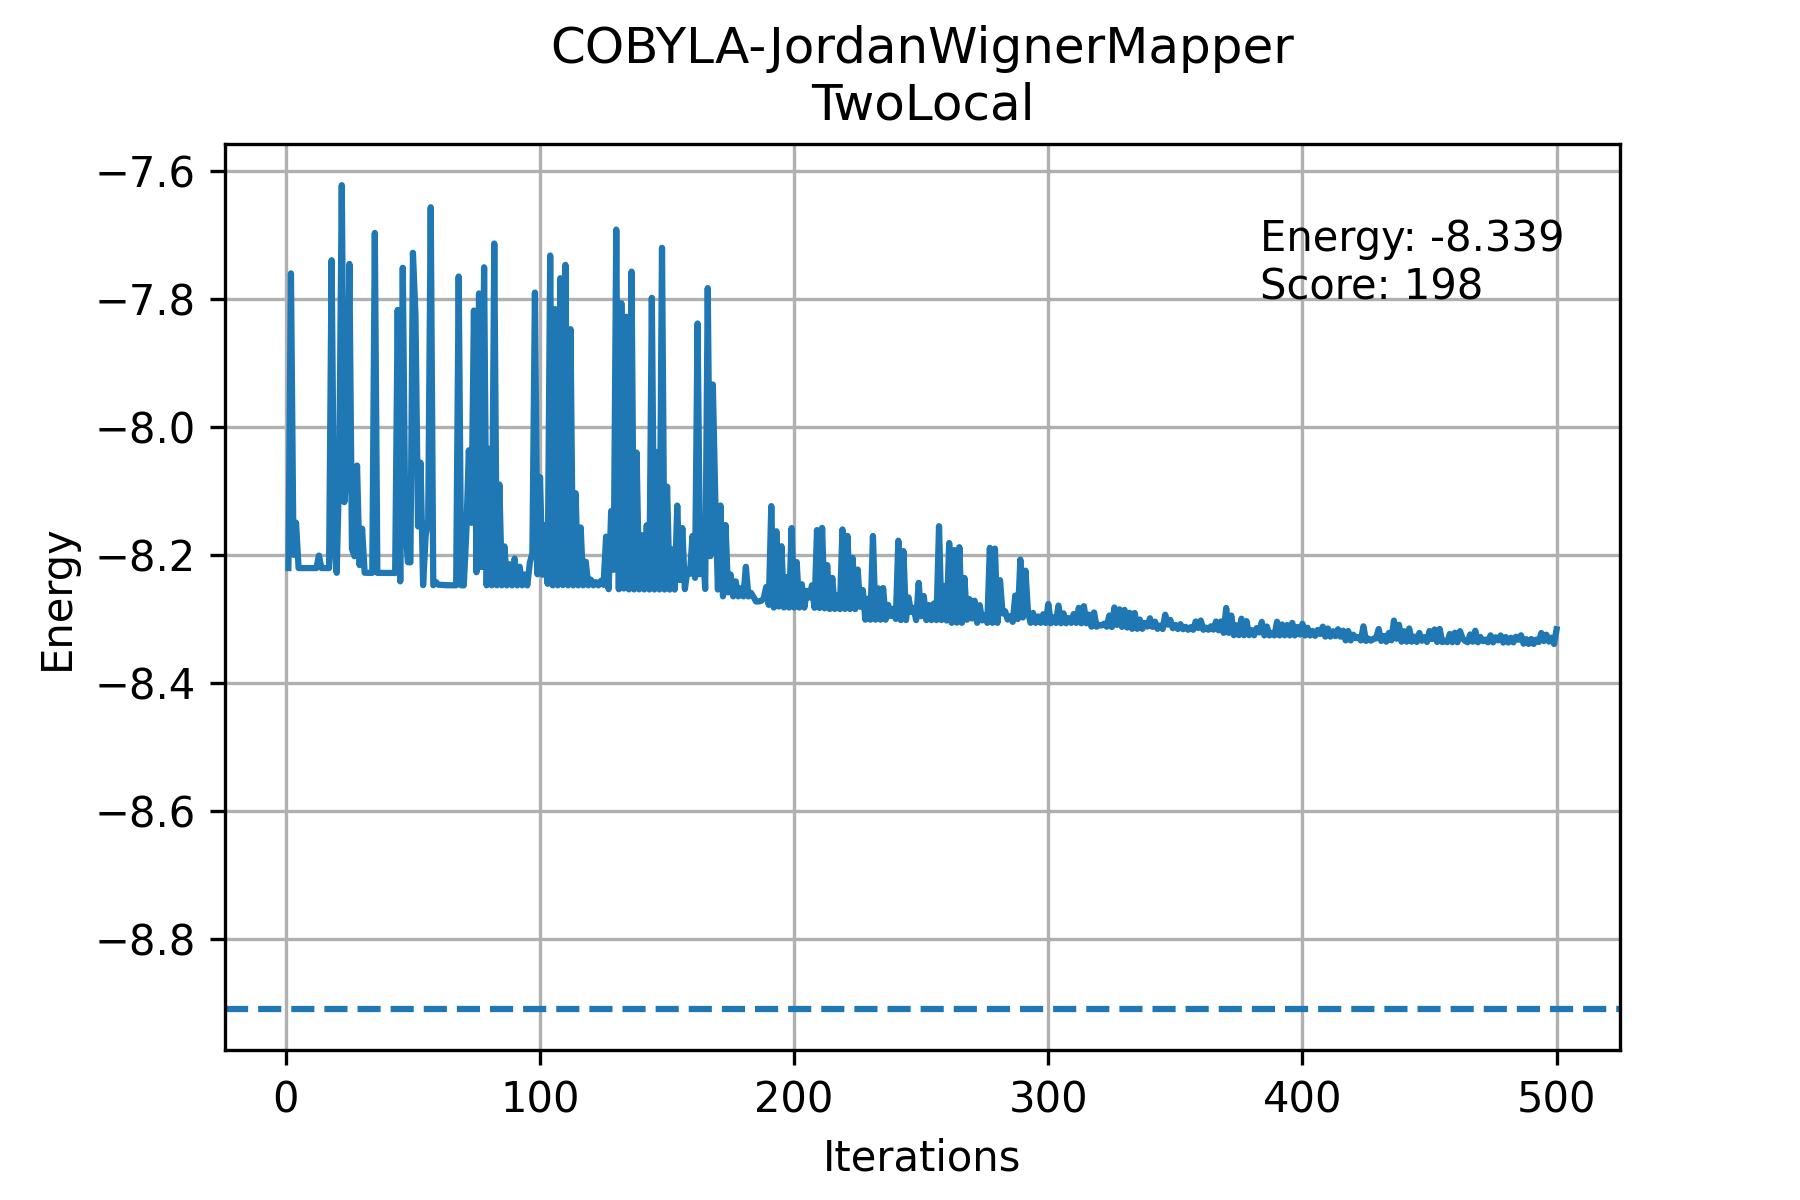 COBYLA-JordanWignerMapper
TwoLocal
−7.6
−7.8
−8.0
−8.2
−8.4
−8.6
−8.8
Energy
Energy: -8.339
Score: 198
0 100 200 300 400 500
Iterations